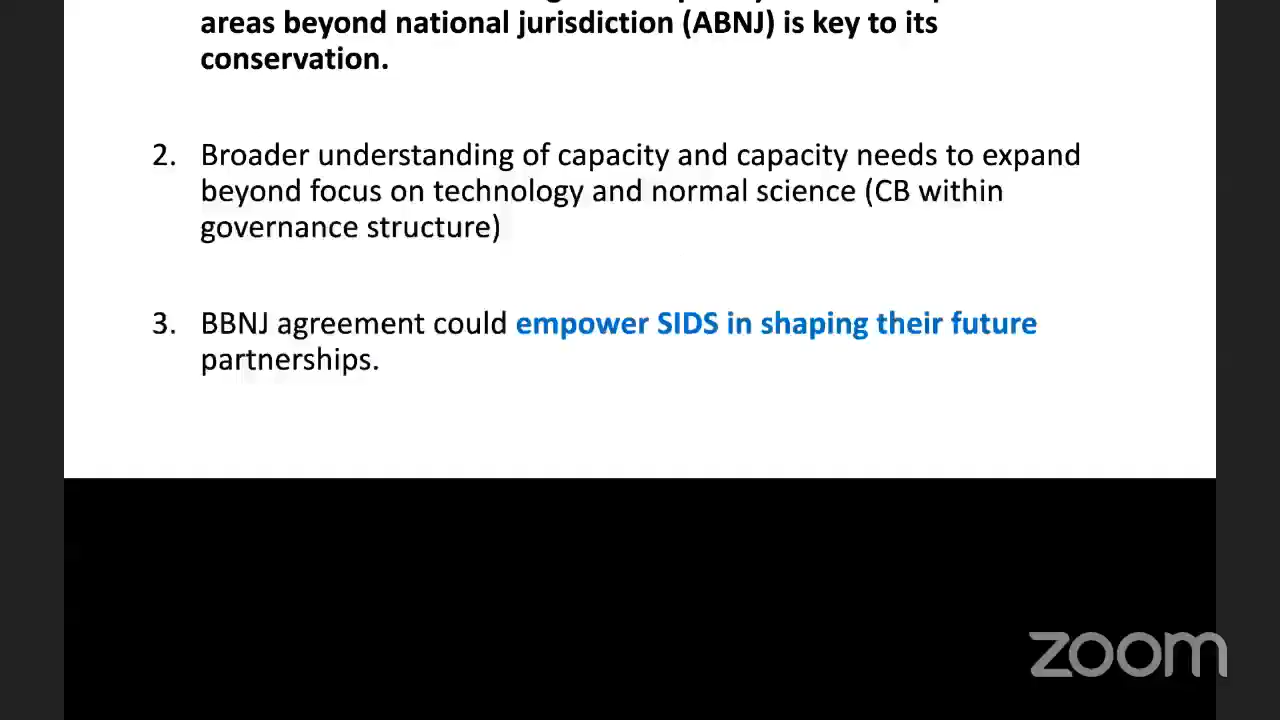 areas beyond national jurisdiction (ABNJ) is key to its
conservation.
2. Broader understanding of capacity and capacity needs to expand
beyond focus on technology and normal science (CB within
governance structure)
3. BBNJ agreement could empower SIDS in shaping their future
partnerships.
zoom